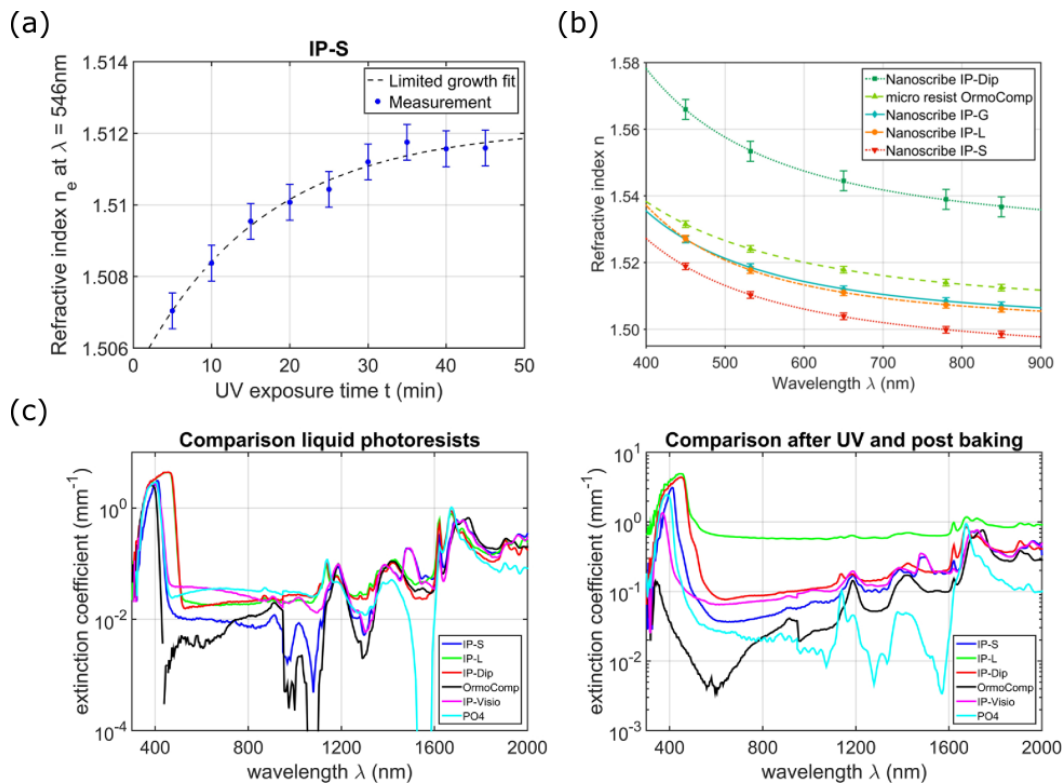 (a)
IP-S
Refractive index n_e at λ = 546nm
1.514
1.512
1.51
1.508
1.506
0 10 20 30 40 50
UV exposure time t (min)
Limited growth fit
Measurement
(b)
Refractive index n
1.58
1.56
1.54
1.52
1.50
400 500 600 700 800 900
Wavelength λ (nm)
Nanoscribe IP-Dip
micro resist OrmoComp
Nanoscribe IP-G
Nanoscribe IP-L
Nanoscribe IP-S
(c)
Comparison liquid photoresists
extinction coefficient (mm⁻¹)
10⁰
10⁻²
10⁻⁴
400 800 1200 1600 2000
wavelength λ (nm)
IP-S
IP-L
IP-Dip
OrmoComp
IP-Visio
PO4
Comparison after UV and post baking
extinction coefficient (mm⁻¹)
10¹
10⁰
10⁻¹
10⁻²
10⁻³
400 800 1200 1600 2000
wavelength λ (nm)
IP-S
IP-L
IP-Dip
OrmoComp
IP-Visio
PO4